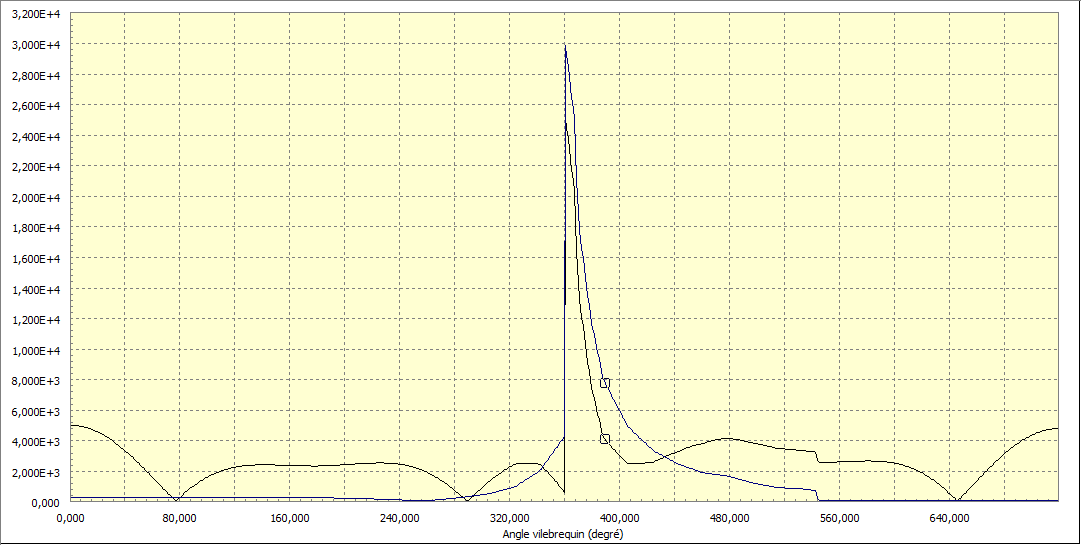 3,200E+4
3,000E+4
2,800E+4
2,600E+4
2,400E+4
2,200E+4
2,000E+4
1,800E+4
1,600E+4
1,400E+4
1,200E+4
1,000E+4
8,000E+3
6,000E+3
4,000E+3
2,000E+3
0,000
0,000 80,000 160,000 240,000 320,000 400,000 480,000 560,000 640,000
Angle vilebrequin (degré)